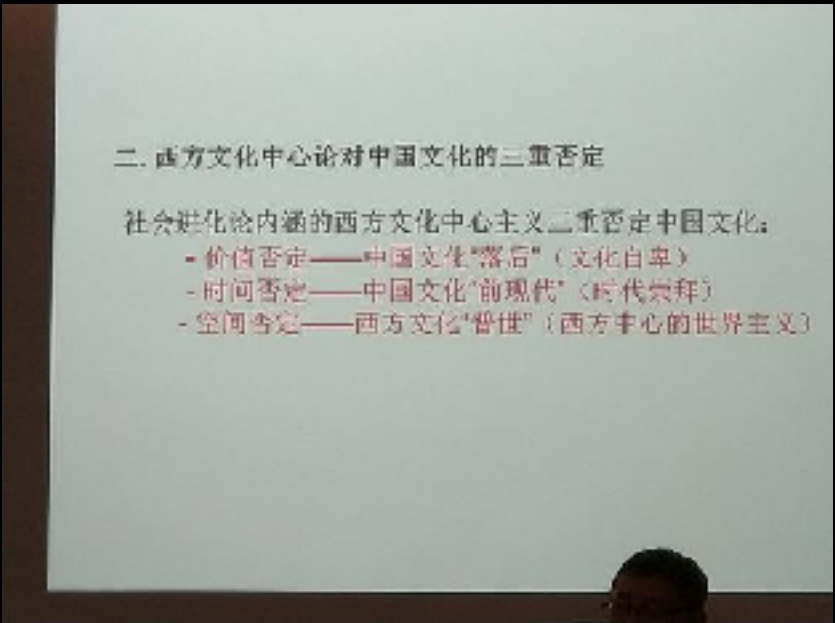 二. 西方文化中心论对中国文化的三重否定
社会进化论内涵的西方文化中心主义三重否定中国文化:
- 价值否定——中国文化"落后"（文化自卑）
- 时间否定——中国文化"前现代"（时代崇拜）
- 空间否定——西方文化"普世"（西方中心的世界主义）